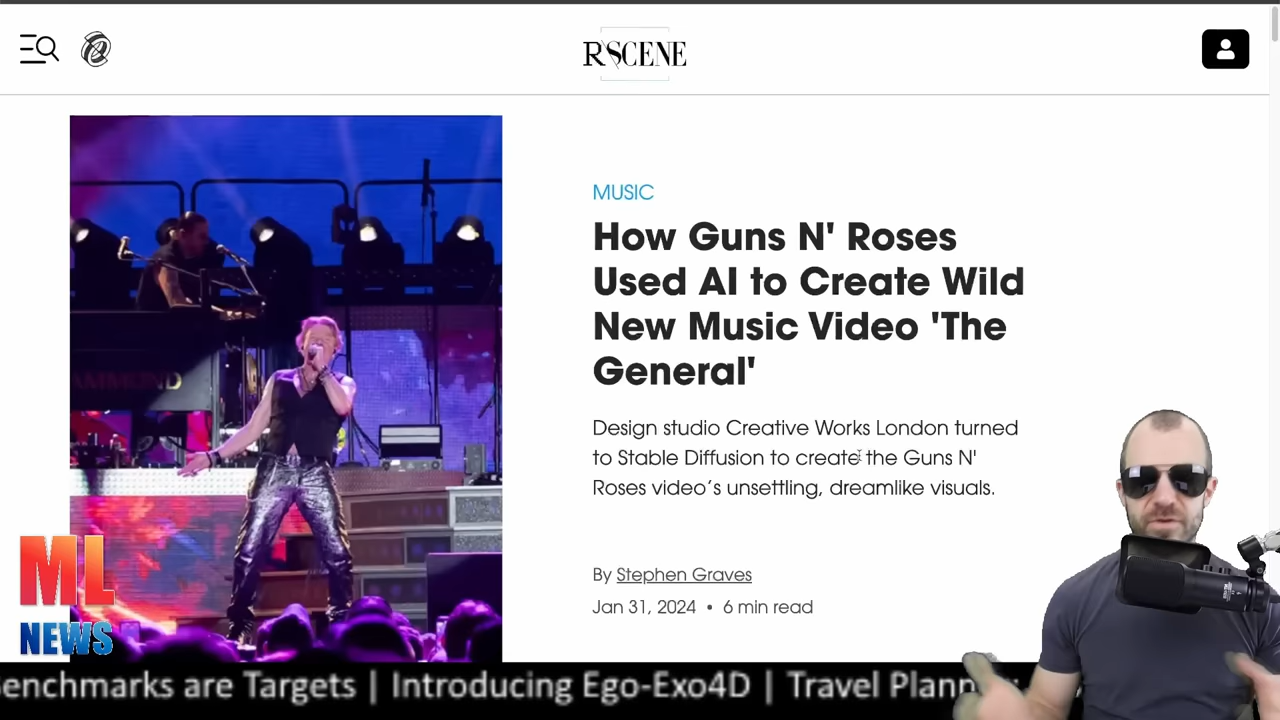 R'SCENE
MUSIC
How Guns N' Roses
Used AI to Create Wild
New Music Video 'The
General'
Design studio Creative Works London turned
to Stable Diffusion to create the Guns N'
Roses video’s unsettling, dreamlike visuals.
By Stephen Graves
Jan 31, 2024 • 6 min read
ML
NEWS
Benchmarks are Targets | Introducing Ego-Exo4D | Travel